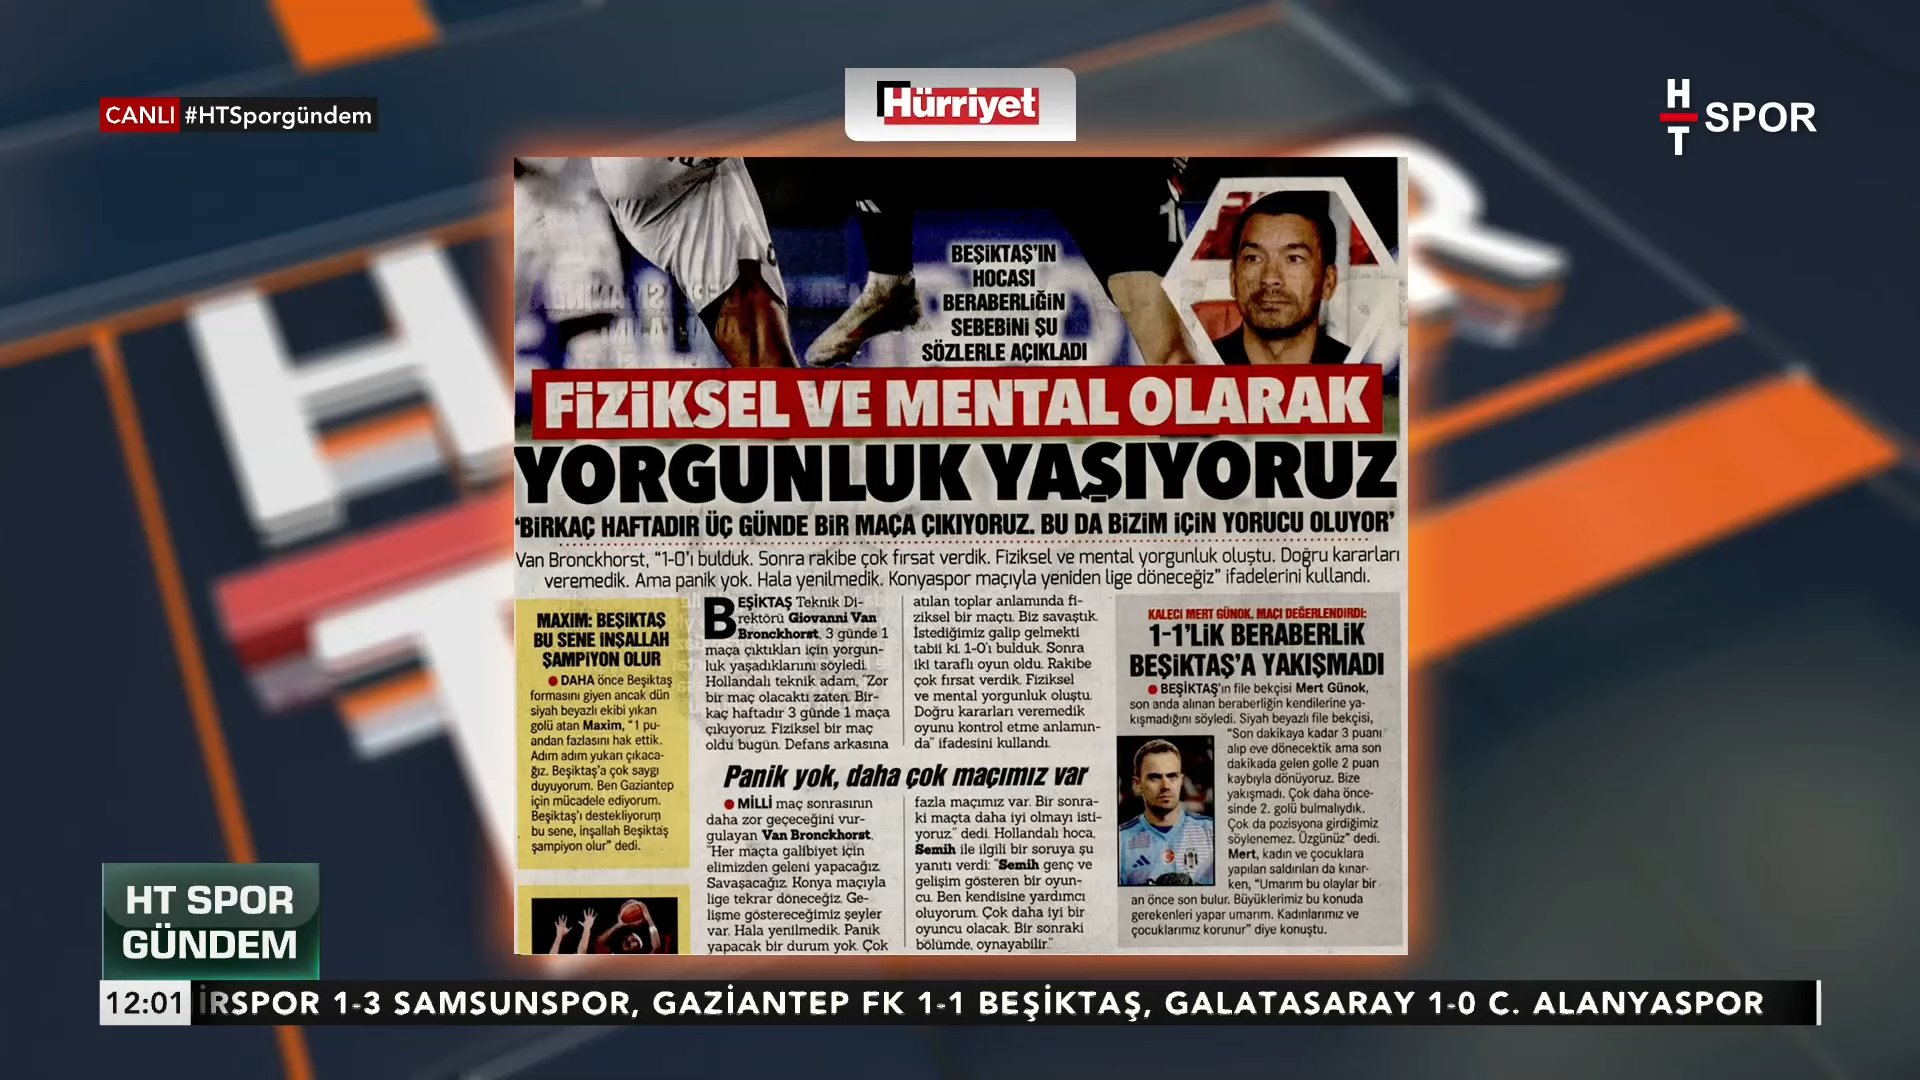 CANLI #HTSporgündem
Hürriyet
HT SPOR
BEŞİKTAŞ'IN
HOCASI
BERABERLİĞİN
SEBEBİNİ ŞU
SÖZLERLE AÇIKLADI
FİZİKSEL VE MENTAL OLARAK
YORGUNLUK YAŞIYORUZ
'BİRKAÇ HAFTADIR ÜÇ GÜNDE BİR MAÇA ÇIKIYORUZ. BU DA BİZİM İÇİN YORUCU OLUYOR'
Van Bronckhorst, "1-0'ı bulduk. Sonra rakibe çok fırsat verdik. Fiziksel ve mental yorgunluk oluştu. Doğru kararları
veremedik. Ama panik yok. Hala yenilmedik. Konyaspor maçıyla yeniden lige döneceğiz" ifadelerini kullandı.
MAXIM: BEŞİKTAŞ
BU SENE İNŞALLAH
ŞAMPİYON OLUR
DAHA önce Beşiktaş
formasını giyen ancak dün
siyah beyazlı ekibi yıkan
golü atan Maxim, "1 pu-
andan fazlasını hak ettik.
Adım adım yukarı çıkaca-
ğız. Beşiktaş'a çok saygı
duyuyorum. Ben Gaziantep
için mücadele ediyorum.
Beşiktaş'ı destekliyorum
bu sene, inşallah Beşiktaş
şampiyon olur" dedi.
BEŞİKTAŞ Teknik Di-
rektörü Giovanni Van
Bronckhorst, 3 günde 1
maça çıktıkları için yorgun-
luk yaşadıklarını söyledi.
Hollandalı teknik adam, "Zor
bir maç olacaktı zaten. Bir-
kaç haftadır 3 günde 1 maça
çıkıyoruz. Fiziksel bir maç
oldu bugün. Defans arkasına
atılan toplar anlamında fi-
ziksel bir maçtı. Biz savaştık.
İstediğimiz galip gelmekti
tabii ki. 1-0'ı bulduk. Sonra
iki taraflı oyun oldu. Rakibe
çok fırsat verdik. Fiziksel
ve mental yorgunluk oluştu.
Doğru kararları veremedik
oyunu kontrol etme anlamın-
da" ifadesini kullandı.
Panik yok, daha çok maçımız var
MİLLİ maç sonrasının
daha zor geçeceğini vur-
gulayan Van Bronckhorst,
"Her maçta galibiyet için
elimizden geleni yapacağız.
Savaşacağız. Konya maçıyla
lige tekrar döneceğiz. Ge-
lişme göstereceğimiz şeyler
var. Hala yenilmedik. Panik
yapacak bir durum yok. Çok
fazla maçımız var. Bir sonra-
ki maçta daha iyi olmayı isti-
yoruz." dedi. Hollandalı hoca,
Semih ile ilgili bir soruya şu
yanıtı verdi: "Semih genç ve
gelişim gösteren bir oyun-
cu. Ben kendisine yardımcı
oluyorum. Çok daha iyi bir
oyuncu olacak. Bir sonraki
bölümde, oynayabilir."
KALECİ MERT GÜNOK, MAÇI DEĞERLENDİRDİ:
1-1'LİK BERABERLİK
BEŞİKTAŞ'A YAKIŞMADI
BEŞİKTAŞ'ın file bekçisi Mert Günok,
son anda alınan beraberliğin kendilerine ya-
kışmadığını söyledi. Siyah beyazlı file bekçisi,
"Son dakikaya kadar 3 puanı
alıp eve dönecektik ama son
dakikada gelen golle 2 puan
kaybıyla dönüyoruz. Bize
yakışmadı. Çok daha önce-
sinde 2. golü bulmalıydık.
Çok da pozisyona girdiğimiz
söylenemez. Üzgünüz" dedi.
Mert, kadın ve çocuklara
yapılan saldırıları da kınar-
ken, "Umarım bu olaylar bir
an önce son bulur. Büyüklerimiz bu konuda
gerekenleri yapar umarım. Kadınlarımız ve
çocuklarımız korunur" diye konuştu.
HT SPOR
GÜNDEM
12:01 İRSPOR 1-3 SAMSUNSPOR, GAZİANTEP FK 1-1 BEŞİKTAŞ, GALATASARAY 1-0 C. ALANYASPOR